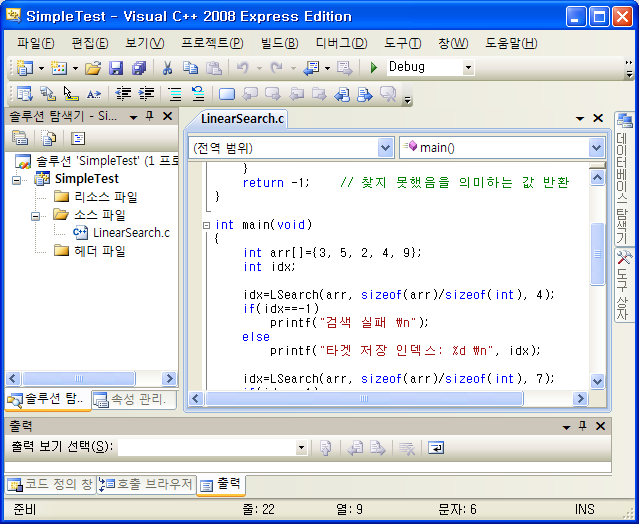 SimpleTest - Visual C++ 2008 Express Edition
파일(F) 편집(E) 보기(V) 프로젝트(P) 빌드(B) 디버그(D) 도구(T) 창(W) 도움말(H)
Debug
솔루션 탐색기 - Si...
솔루션 'SimpleTest' (1 프로
SimpleTest
리소스 파일
소스 파일
LinearSearch.c
헤더 파일
솔루션 탐..
속성 관리.
LinearSearch.c
(전역 범위)
main()
}
return -1; // 찾지 못했음을 의미하는 값 반환
}
int main(void)
{
int arr[]={3, 5, 2, 4, 9};
int idx;
idx=LSearch(arr, sizeof(arr)/sizeof(int), 4);
if(idx==-1)
printf("검색 실패 ₩n");
else
printf("타겟 저장 인덱스: %d ₩n", idx);
idx=LSearch(arr, sizeof(arr)/sizeof(int), 7);
데이터베이스 탐색기
도구 상자
출력
출력 보기 선택(S):
코드 정의 창
호출 브라우저
출력
준비
줄: 22
열: 9
문자: 6
INS